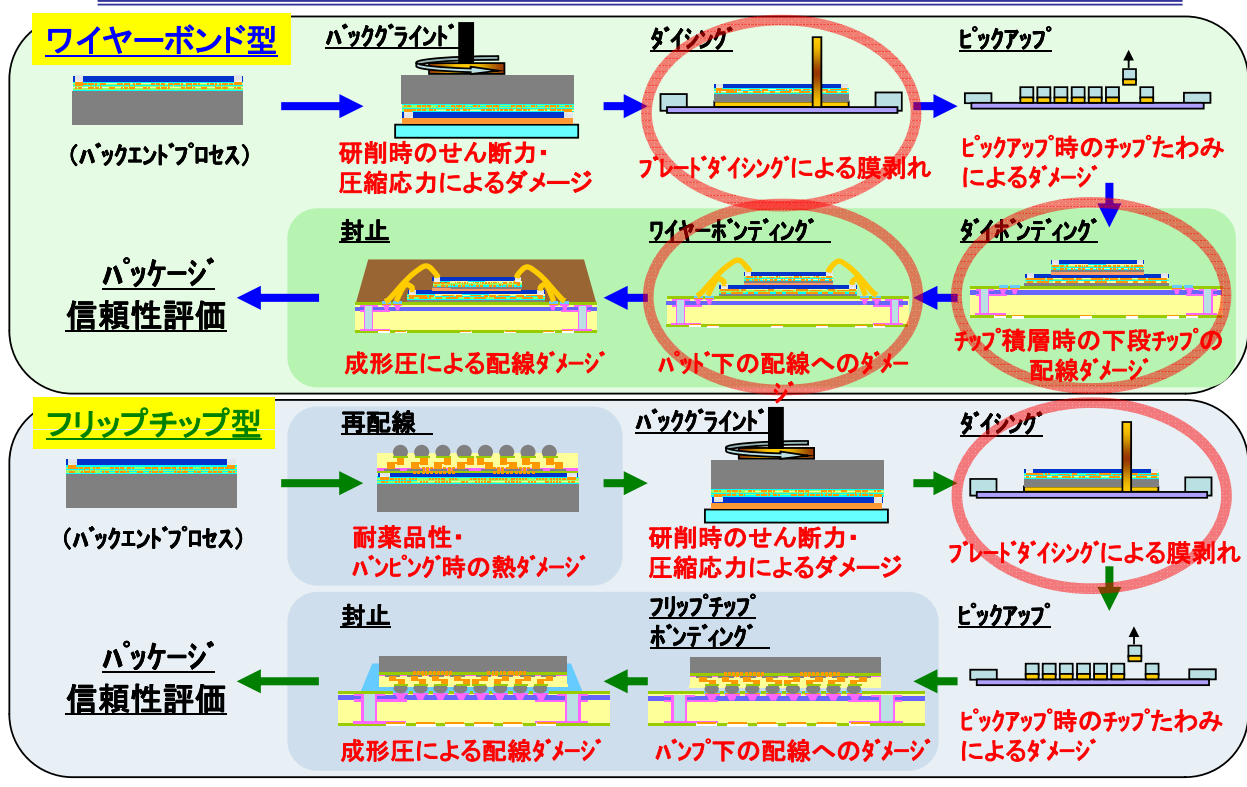 ワイヤーボンド型
バックグラインド
ダイシング
ピックアップ
(バックエンドプロセス)
研削時のせん断力・
圧縮応力によるダメージ
ブレードダイシングによる膜剥れ
ピックアップ時のチップたわみ
によるダメージ
封止
ワイヤーボンディング
ダイボンディング
パッケージ
信頼性評価
成形圧による配線ダメージ
パッド下の配線へのダメー
ジ
チップ積層時の下段チップの
配線ダメージ
フリップチップ型
再配線
バックグラインド
ダイシング
(バックエンドプロセス)
耐薬品性・
バンピング時の熱ダメージ
研削時のせん断力・
圧縮応力によるダメージ
ブレードダイシングによる膜剥れ
封止
フリップチップ
ボンディング
ピックアップ
パッケージ
信頼性評価
成形圧による配線ダメージ
バンプ下の配線へのダメージ
ピックアップ時のチップたわみ
によるダメージ